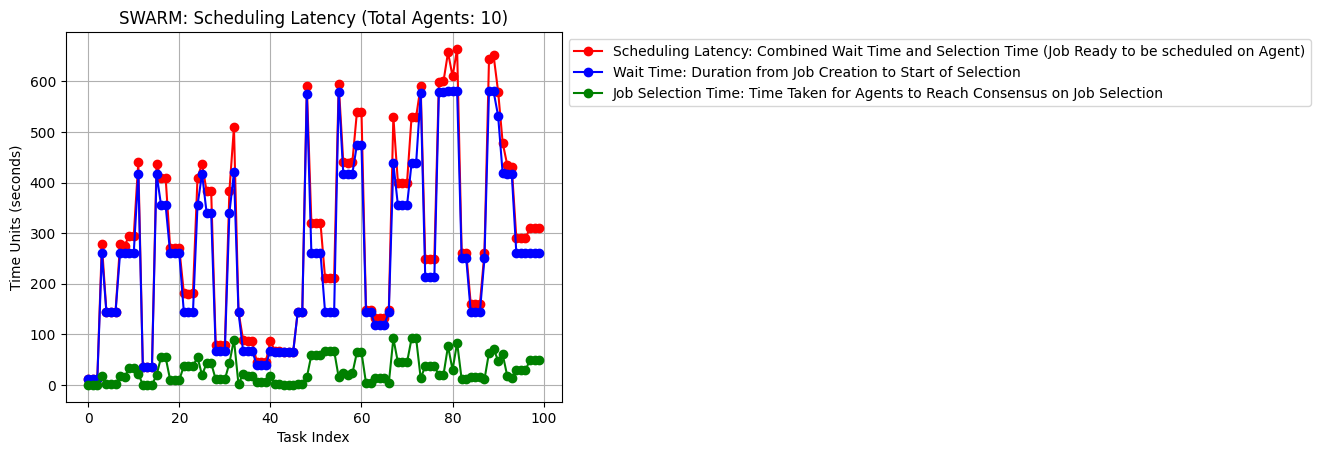 SWARM: Scheduling Latency (Total Agents: 10)
Scheduling Latency: Combined Wait Time and Selection Time (Job Ready to be scheduled on Agent)
Wait Time: Duration from Job Creation to Start of Selection
Job Selection Time: Time Taken for Agents to Reach Consensus on Job Selection
Time Units (seconds)
600
500
400
300
200
100
0
0 20 40 60 80 100
Task Index